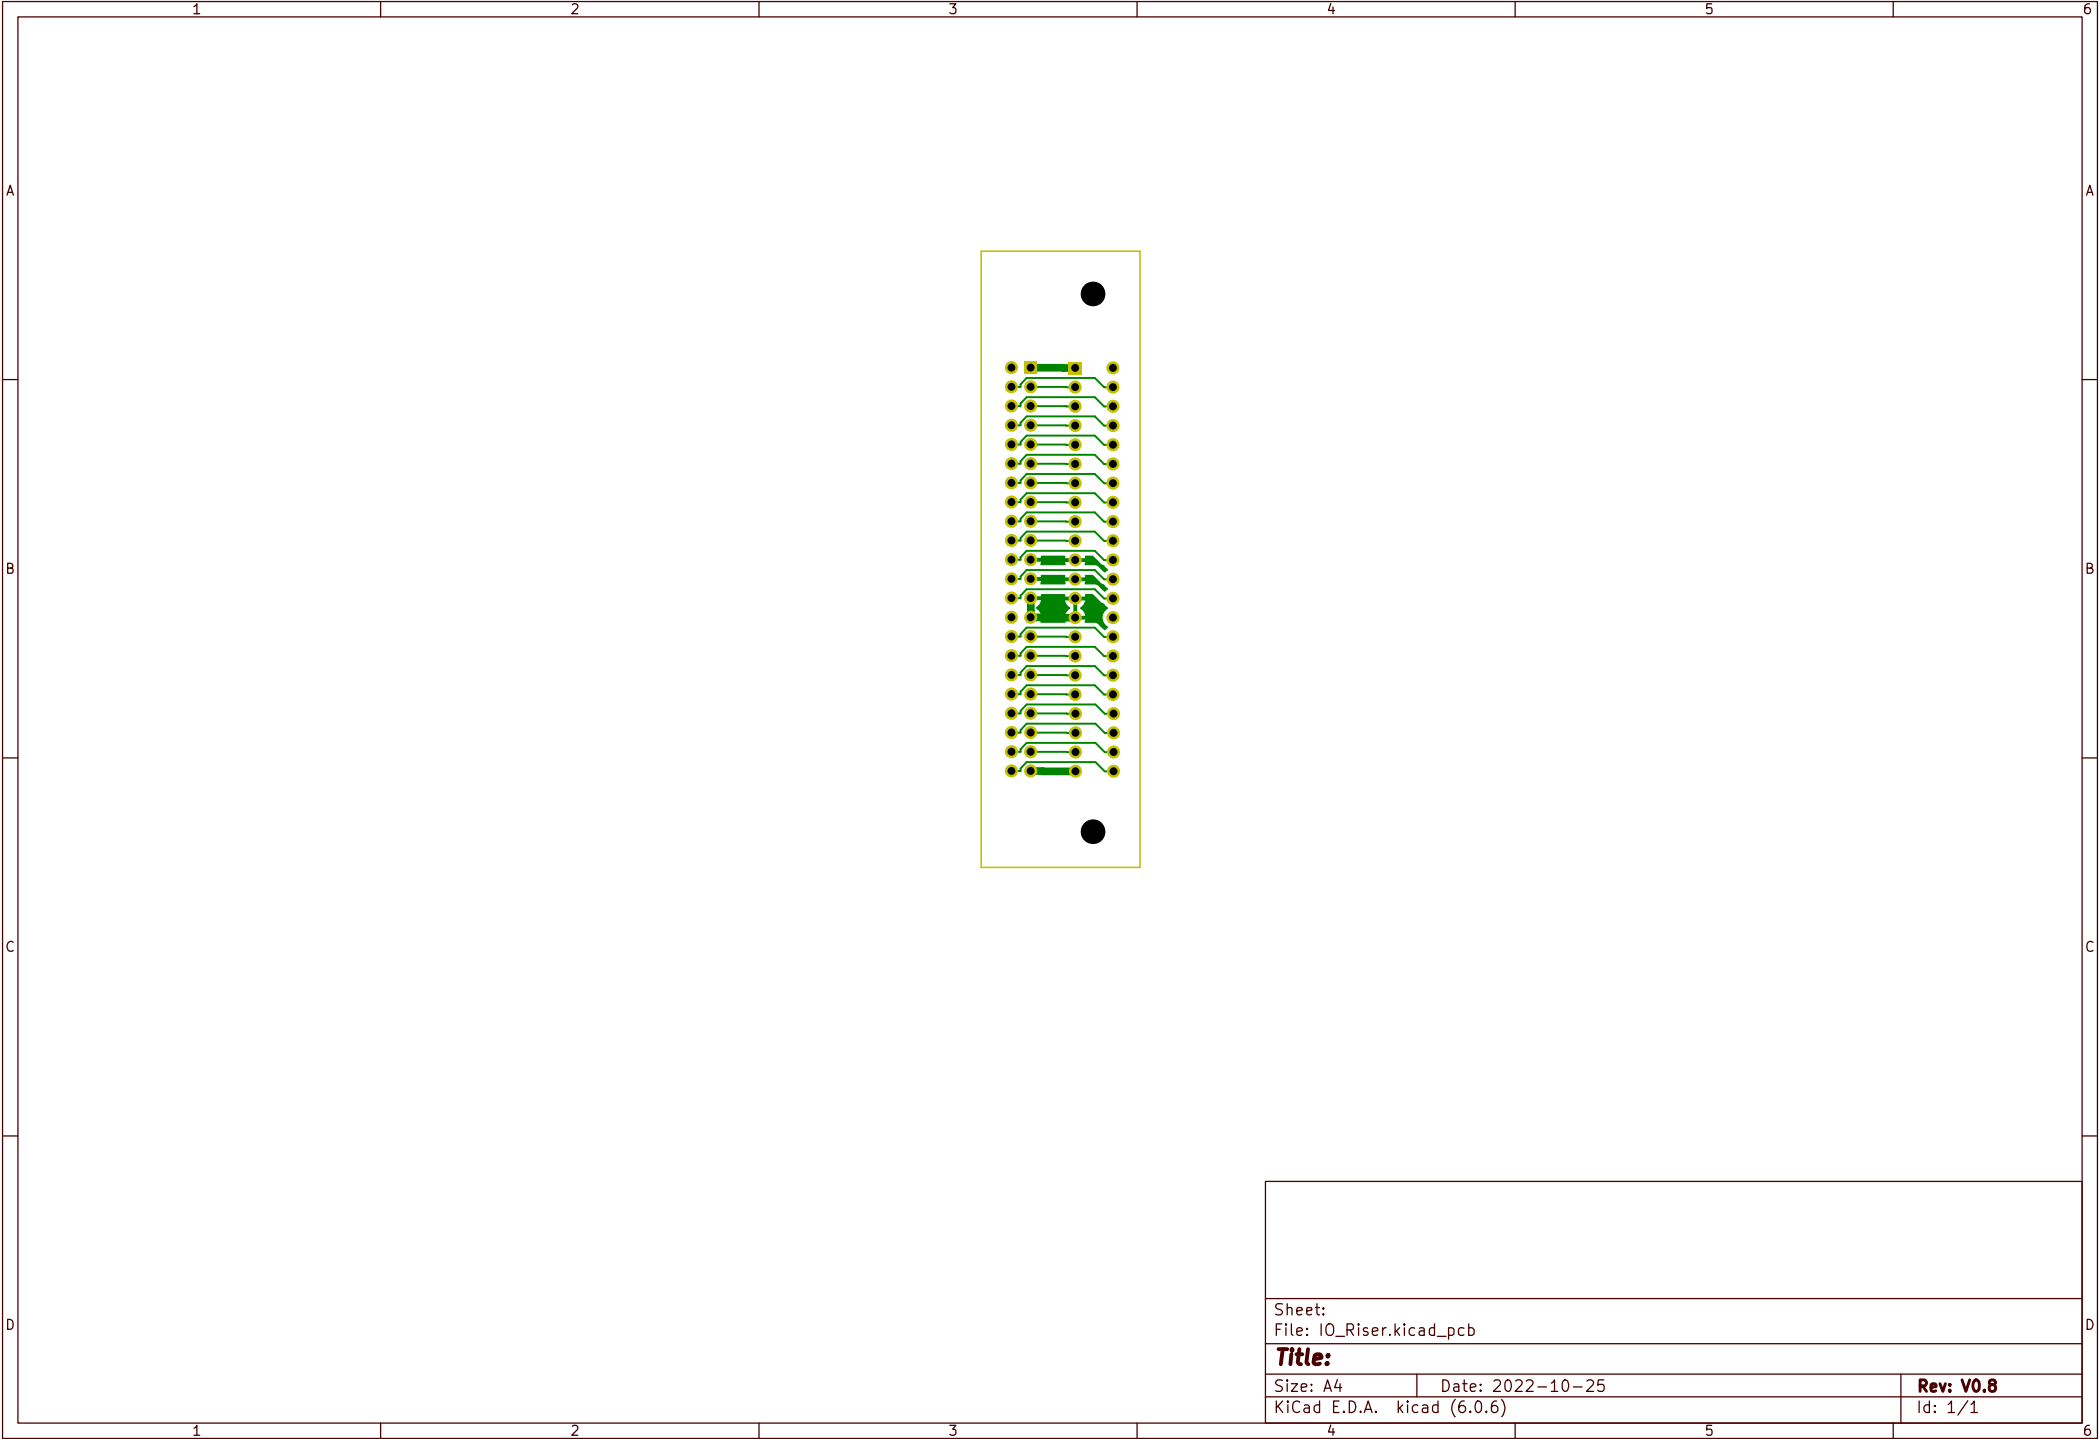 1 2 3 4 5 6
A A
B B
C C
D D
Sheet:
File: IO_Riser.kicad_pcb
Title:
Size: A4 Date: 2022-10-25 Rev: V0.8
KiCad E.D.A. kicad (6.0.6) Id: 1/1
1 2 3 4 5 6